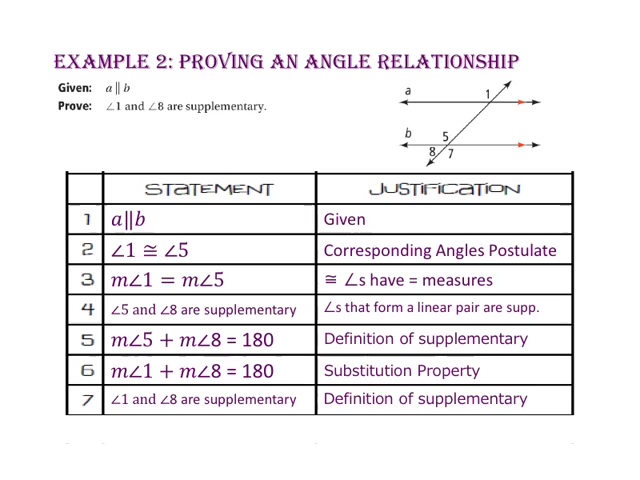 EXAMPLE 2: PROVING AN ANGLE RELATIONSHIP
Given: a || b
Prove: ∠1 and ∠8 are supplementary.
a
1
b
5
8 7
STATEMENT JUSTIFICATION
1 a||b Given
2 ∠1 ≅ ∠5 Corresponding Angles Postulate
3 m∠1 = m∠5 ≅ ∠s have = measures
4 ∠5 and ∠8 are supplementary ∠s that form a linear pair are supp.
5 m∠5 + m∠8 = 180 Definition of supplementary
6 m∠1 + m∠8 = 180 Substitution Property
7 ∠1 and ∠8 are supplementary Definition of supplementary